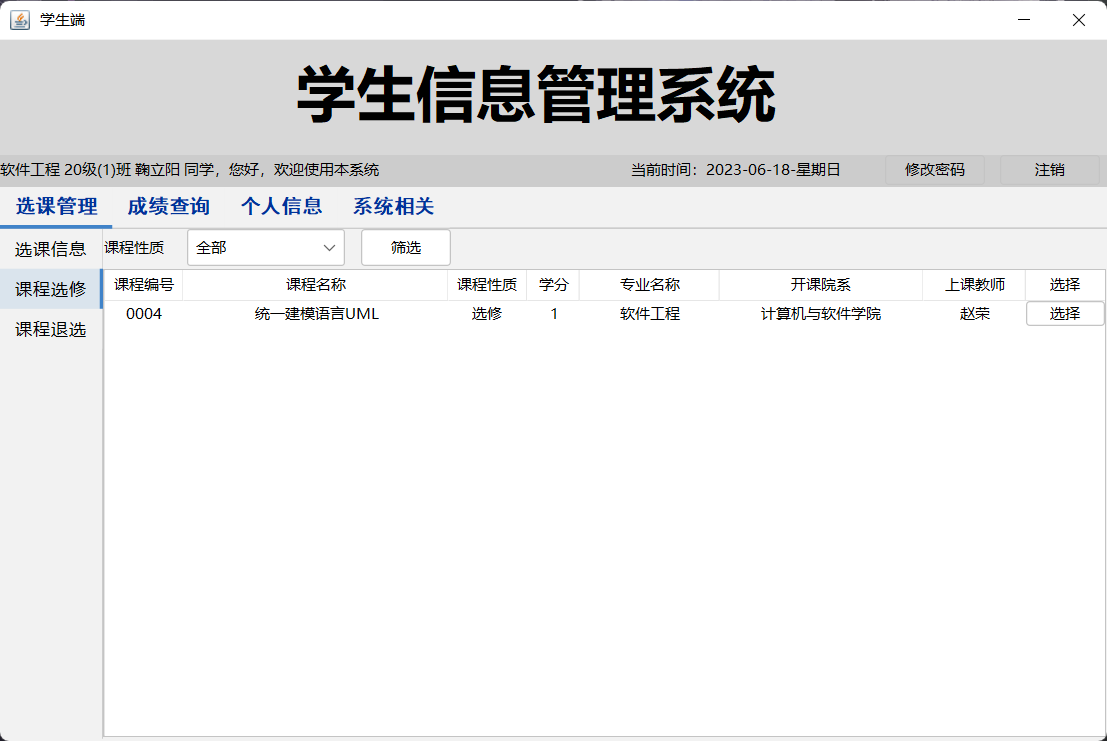 学生端
学生信息管理系统
软件工程 20级(1)班 鞠立阳 同学，您好，欢迎使用本系统 当前时间：2023-06-18-星期日 修改密码 注销
选课管理 成绩查询 个人信息 系统相关
选课信息 课程性质 全部 筛选
课程选修 课程编号 课程名称 课程性质 学分 专业名称 开课院系 上课教师 选择
0004 统一建模语言UML 选修 1 软件工程 计算机与软件学院 赵荣 选择
课程退选